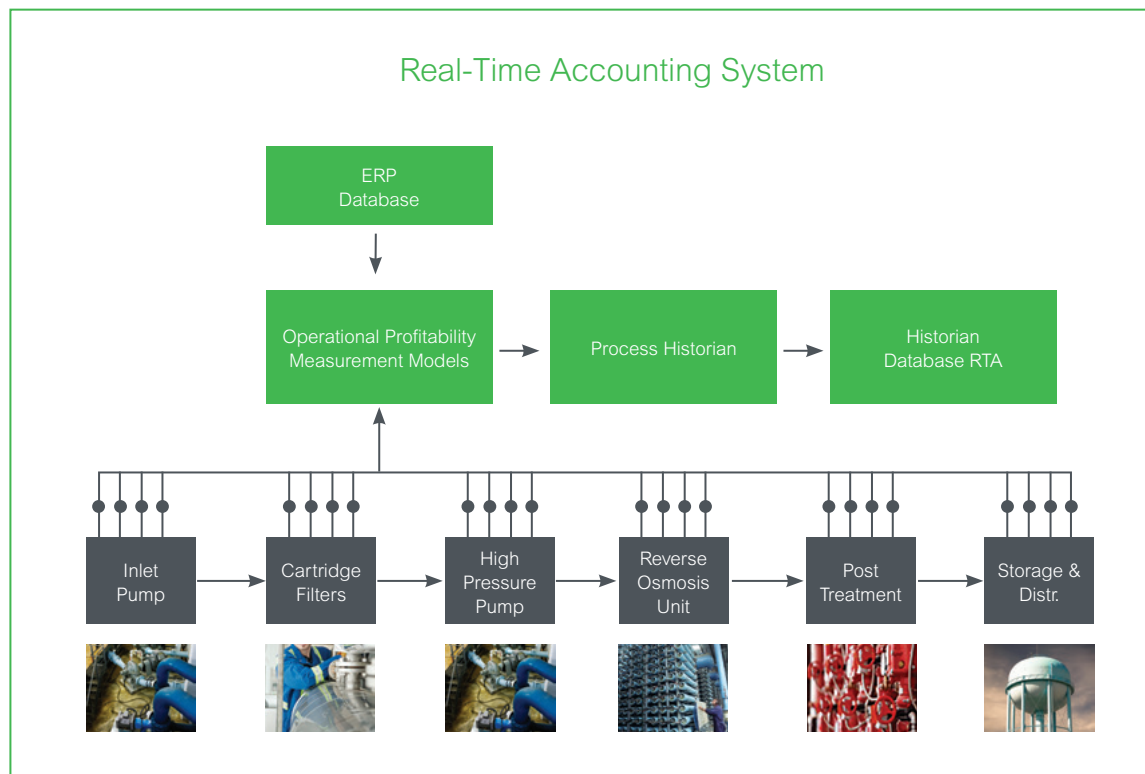 Real-Time Accounting System
ERP
Database
Operational Profitability
Measurement Models
Process Historian
Historian
Database RTA
Inlet
Pump
Cartridge
Filters
High
Pressure
Pump
Reverse
Osmosis
Unit
Post
Treatment
Storage &
Distr.